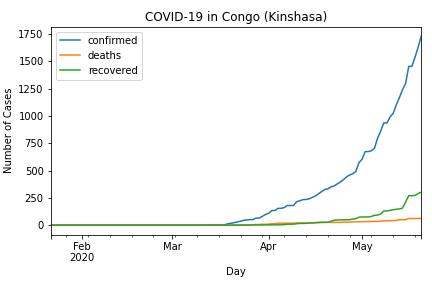 COVID-19 in Congo (Kinshasa)
confirmed
deaths
recovered
Number of Cases
1750
1500
1250
1000
750
500
250
0
Feb Mar Apr May
2020
Day